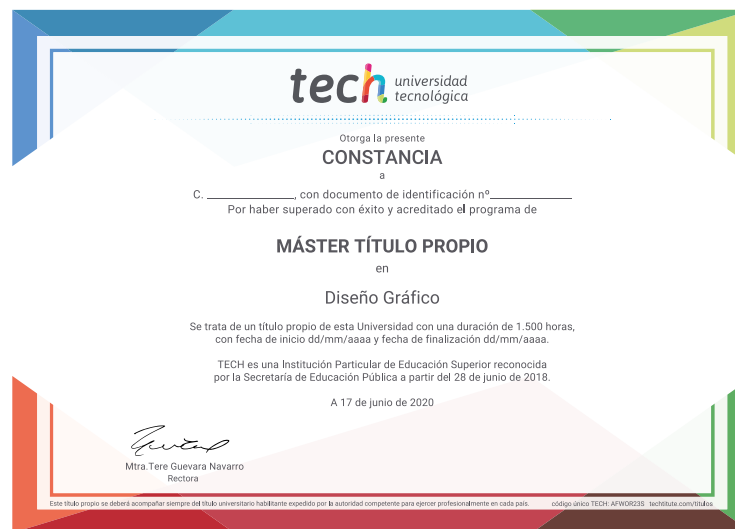 tech universidad
tecnológica
Otorga la presente
CONSTANCIA
a
C. ________________, con documento de identificación nº______________
Por haber superado con éxito y acreditado el programa de
MÁSTER TÍTULO PROPIO
en
Diseño Gráfico
Se trata de un título propio de esta Universidad con una duración de 1.500 horas,
con fecha de inicio dd/mm/aaaa y fecha de finalización dd/mm/aaaa.
TECH es una Institución Particular de Educación Superior reconocida
por la Secretaría de Educación Pública a partir del 28 de junio de 2018.
A 17 de junio de 2020
Mtra.Tere Guevara Navarro
Rectora
Este título propio se deberá acompañar siempre del título universitario habilitante expedido por la autoridad competente para ejercer profesionalmente en cada país. código único TECH: AFWOR23S techtitute.com/títulos